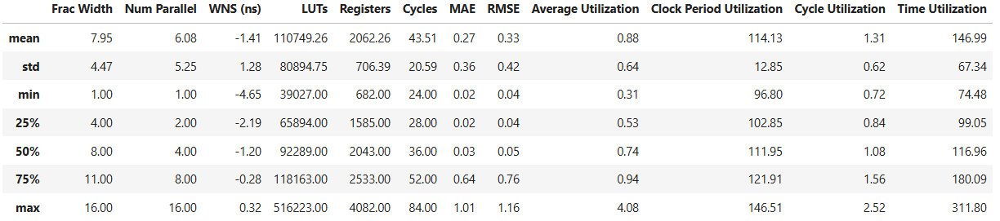 Frac Width Num Parallel WNS (ns) LUTs Registers Cycles MAE RMSE Average Utilization Clock Period Utilization Cycle Utilization Time Utilization
mean 7.95 6.08 -1.41 110749.26 2062.26 43.51 0.27 0.33 0.88 114.13 1.31 146.99
std 4.47 5.25 1.28 80894.75 706.39 20.59 0.36 0.42 0.64 12.85 0.62 67.34
min 1.00 1.00 -4.65 39027.00 682.00 24.00 0.02 0.04 0.31 96.80 0.72 74.48
25% 4.00 2.00 -2.19 65894.00 1585.00 28.00 0.02 0.04 0.53 102.85 0.84 99.05
50% 8.00 4.00 -1.20 92289.00 2043.00 36.00 0.03 0.05 0.74 111.95 1.08 116.96
75% 11.00 8.00 -0.28 118163.00 2533.00 52.00 0.64 0.76 0.94 121.91 1.56 180.09
max 16.00 16.00 0.32 516223.00 4082.00 84.00 1.01 1.16 4.08 146.51 2.52 311.80